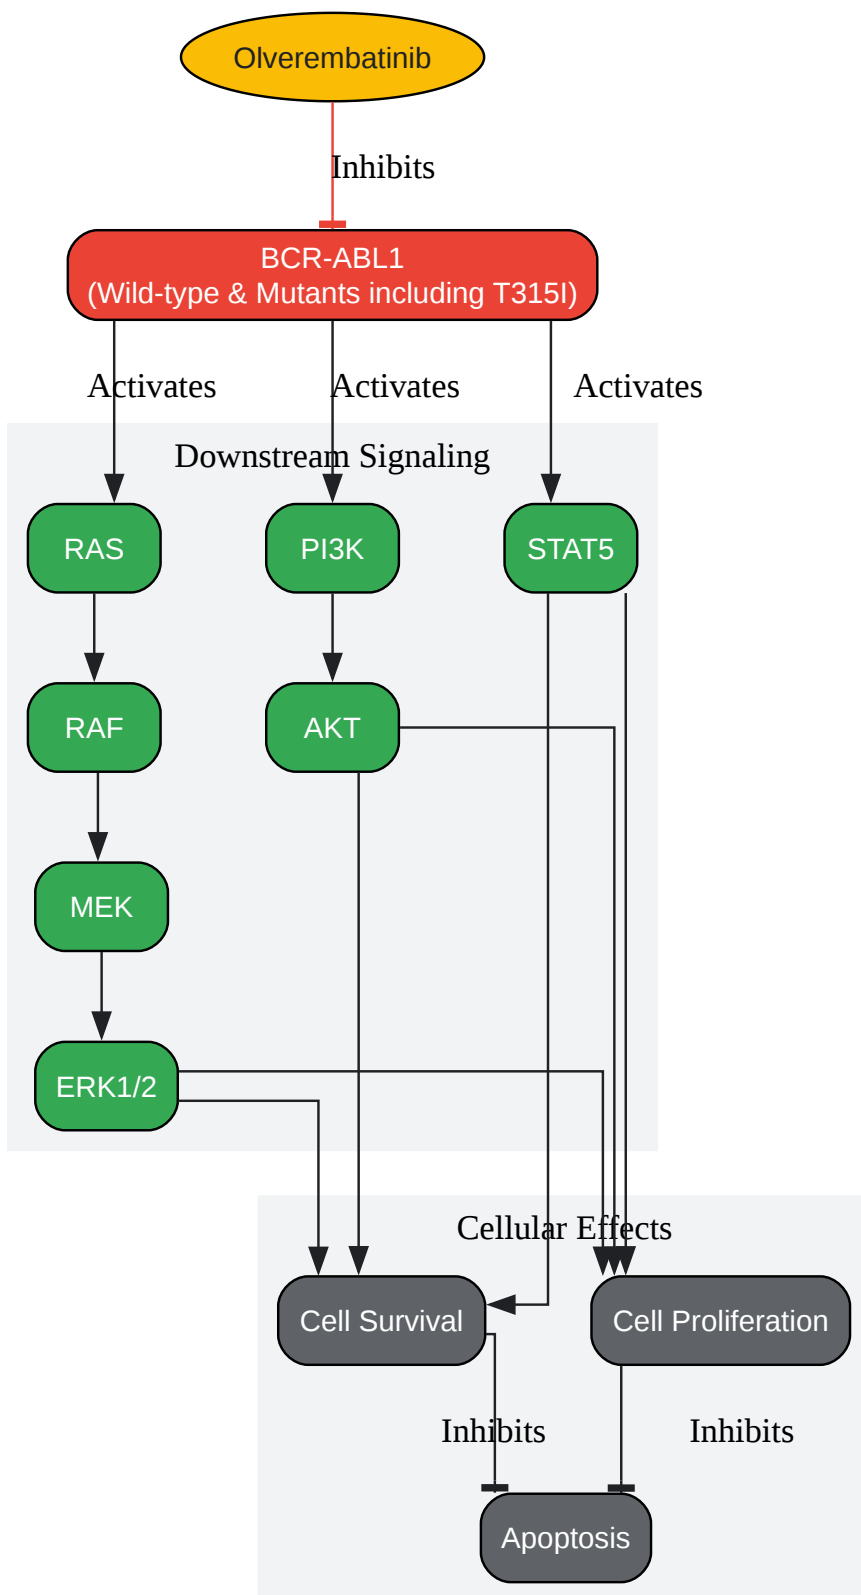 Olverembatinib
Inhibits
BCR-ABL1
(Wild-type & Mutants including T315I)
Activates
Activates
Activates
Downstream Signaling
RAS
PI3K
STAT5
RAF
AKT
MEK
ERK1/2
Cellular Effects
Cell Survival
Cell Proliferation
Inhibits
Inhibits
Apoptosis